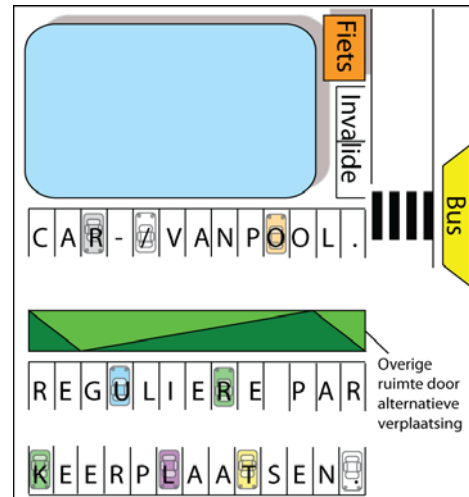 Fiets
Invalide
Bus
CAR-/VANPOOL.
Overige
ruimte door
alternatieve
verplaatsing
REGULIERE PAR
KEERPLAATSEN.